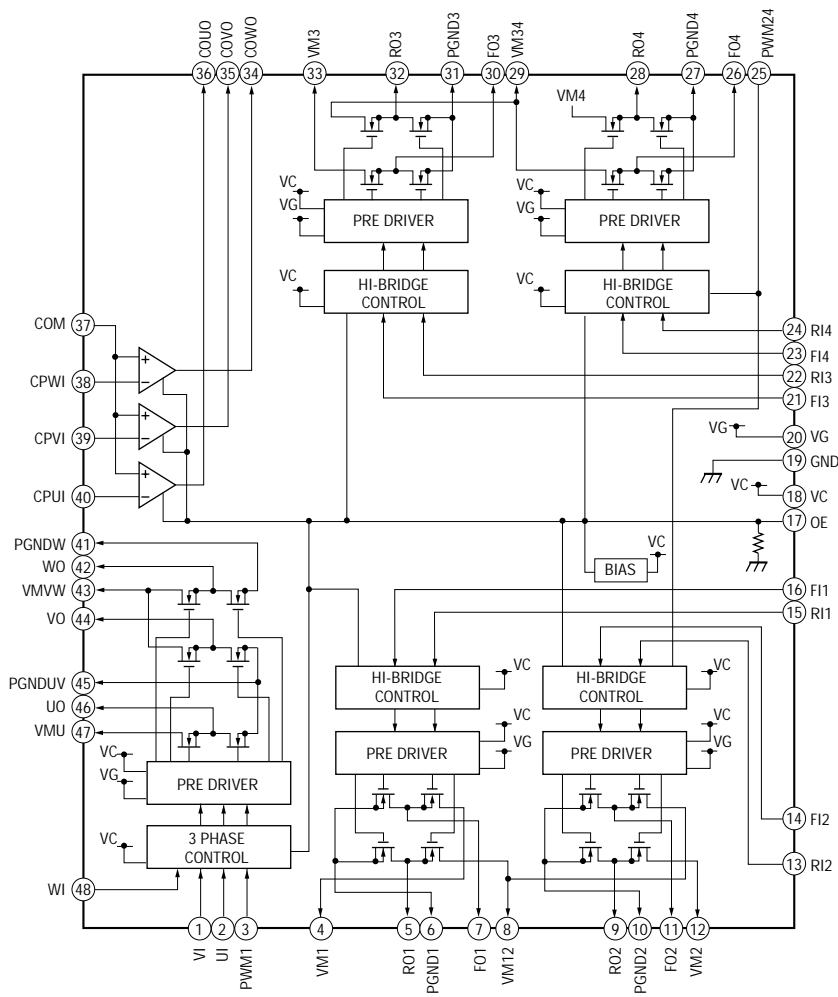 COUO
COVO
COWO
VM3
RO3
PGND3
FO3
VM34
RO4
PGND4
FO4
PWM24
36
35
34
33
32
31
30
29
28
27
26
25
VM4
VC
VG
PRE DRIVER
VC
VG
PRE DRIVER
VC
HI-BRIDGE
CONTROL
VC
HI-BRIDGE
CONTROL
COM
37
CPWI
38
CPVI
39
CPUI
40
+
−
+
−
+
−
24
RI4
23
FI4
22
RI3
21
FI3
VG
20
VG
19
GND
VC
18
VC
17
OE
BIAS
VC
16
FI1
15
RI1
PGNDW
41
WO
42
VMVW
43
VO
44
PGNDUV
45
UO
46
VMU
47
VC
VG
PRE DRIVER
VC
3 PHASE
CONTROL
WI
48
HI-BRIDGE
CONTROL
VC
HI-BRIDGE
CONTROL
VC
PRE DRIVER
VC
VG
PRE DRIVER
VC
VG
14
FI2
13
RI2
1
2
3
4
5
6
7
8
9
10
11
12
VI
UI
PWM1
VM1
RO1
PGND1
FO1
VM12
RO2
PGND2
FO2
VM2